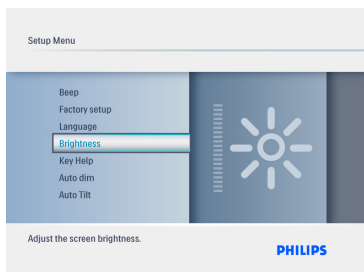 Setup Menu
Beep
Factory setup
Language
Brightness
Key Help
Auto dim
Auto Tilt
Adjust the screen brightness.
PHILIPS